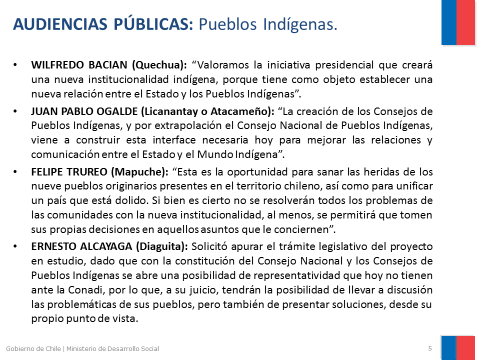 AUDIENCIAS PÚBLICAS: Pueblos Indígenas.
• WILFREDO BACIAN (Quechua): “Valoramos la iniciativa presidencial que creará
una nueva institucionalidad indígena, porque tiene como objeto establecer una
nueva relación entre el Estado y los Pueblos Indígenas”.
• JUAN PABLO OGALDE (Licanantay o Atacameño): “La creación de los Consejos de
Pueblos Indígenas, y por extrapolación el Consejo Nacional de Pueblos Indígenas,
viene a construir esta interface necesaria hoy para mejorar las relaciones y
comunicación entre el Estado y el Mundo Indígena”.
• FELIPE TRUREO (Mapuche): “Esta es la oportunidad para sanar las heridas de los
nueve pueblos originarios presentes en el territorio chileno, así como para unificar
un país que está dolido. Si bien es cierto no se resolverán todos los problemas de
las comunidades con la nueva institucionalidad, al menos, se permitirá que tomen
sus propias decisiones en aquellos asuntos que le conciernen”.
• ERNESTO ALCAYAGA (Diaguita): Solicitó apurar el trámite legislativo del proyecto
en estudio, dado que con la constitución del Consejo Nacional y los Consejos de
Pueblos Indígenas se abre una posibilidad de representatividad que hoy no tienen
ante la Conadi, por lo que, a su juicio, tendrán la posibilidad de llevar a discusión
las problemáticas de sus pueblos, pero también de presentar soluciones, desde su
propio punto de vista.
Gobierno de Chile | Ministerio de Desarrollo Social
5